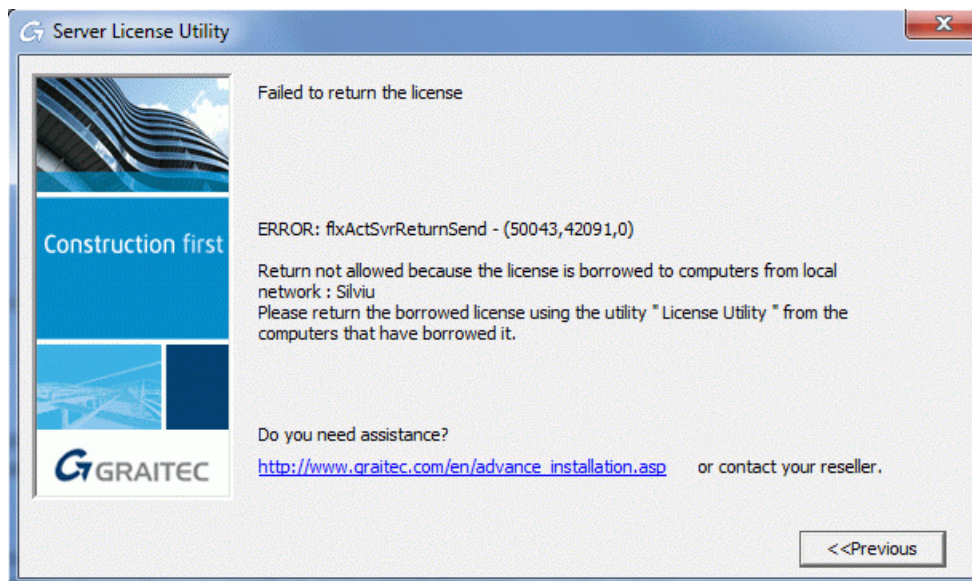 Server License Utility
Failed to return the license
ERROR: flxActSvrReturnSend - (50043,42091,0)
Construction first
Return not allowed because the license is borrowed to computers from local
network : Silviu
Please return the borrowed license using the utility " License Utility " from the
computers that have borrowed it.
Do you need assistance?
http://www.graitec.com/en/advance_installation.asp or contact your reseller.
GRAITEC
<<Previous